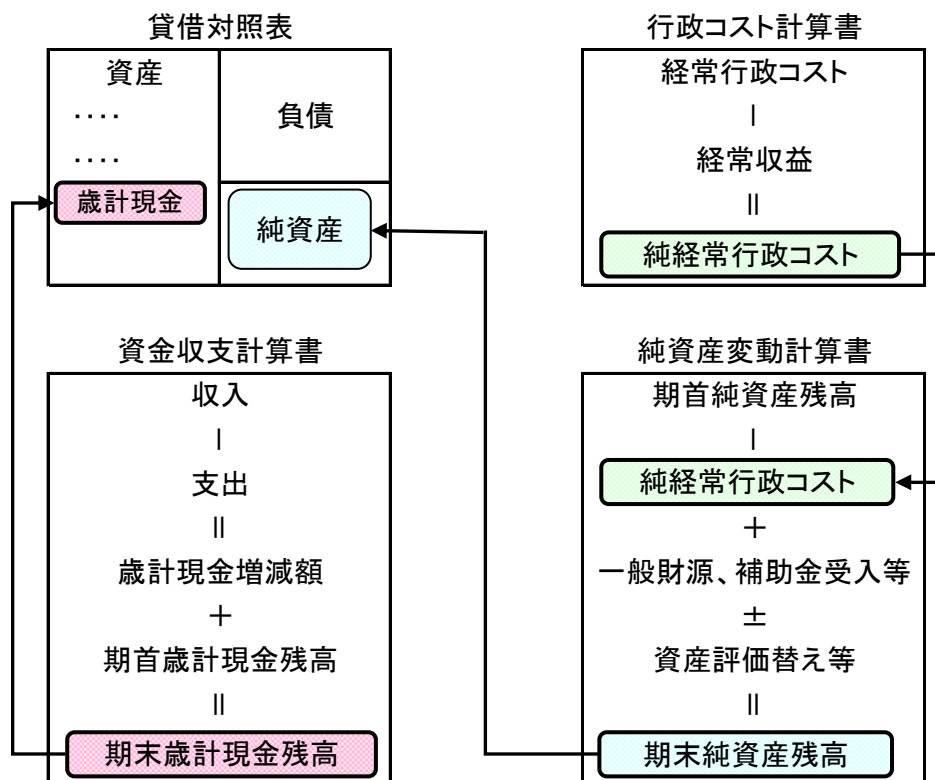 貸借対照表
資産
‥‥
‥‥
歳計現金
負債
純資産
行政コスト計算書
経常行政コスト
－
経常収益
＝
純経常行政コスト
資金収支計算書
収入
－
支出
＝
歳計現金増減額
＋
期首歳計現金残高
＝
期末歳計現金残高
純資産変動計算書
期首純資産残高
－
純経常行政コスト
＋
一般財源、補助金受入等
±
資産評価替え等
＝
期末純資産残高